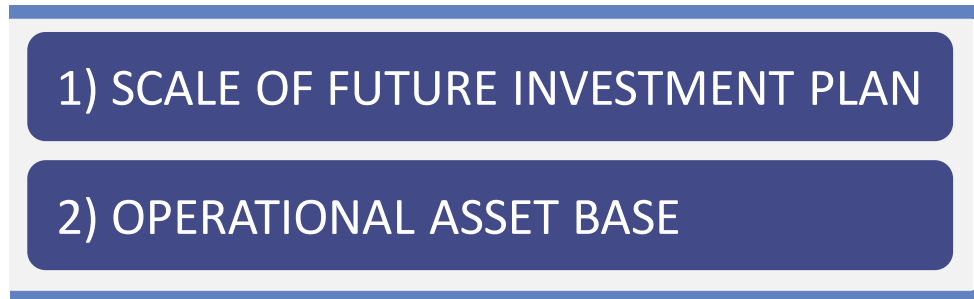 1) SCALE OF FUTURE INVESTMENT PLAN
2) OPERATIONAL ASSET BASE